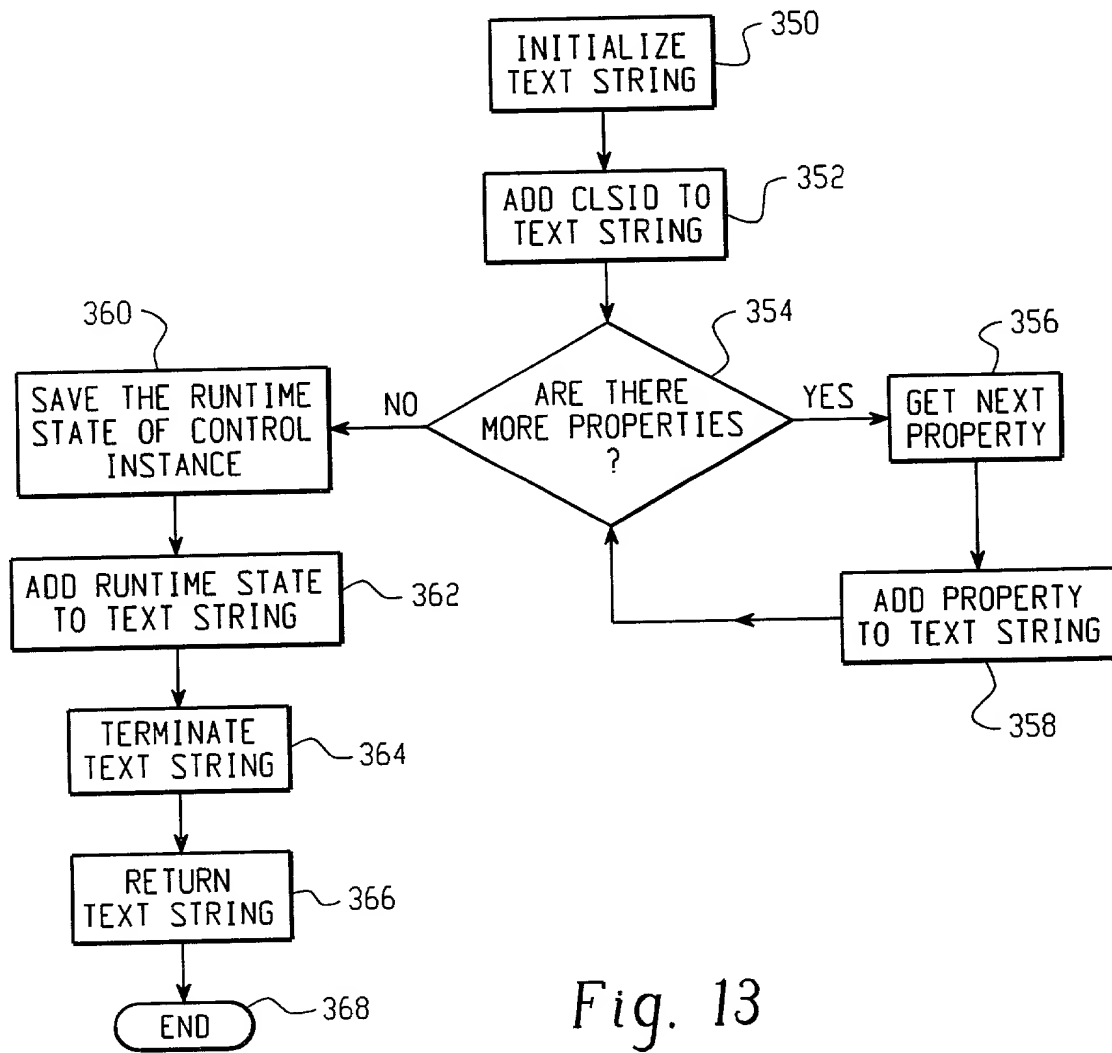 INITIALIZE
TEXT STRING
350
ADD CLSID TO
TEXT STRING
352
ARE THERE
MORE PROPERTIES
?
354
YES
GET NEXT
PROPERTY
356
ADD PROPERTY
TO TEXT STRING
358
NO
360
SAVE THE RUNTIME
STATE OF CONTROL
INSTANCE
ADD RUNTIME STATE
TO TEXT STRING
362
TERMINATE
TEXT STRING
364
RETURN
TEXT STRING
366
END
368
Fig. 13